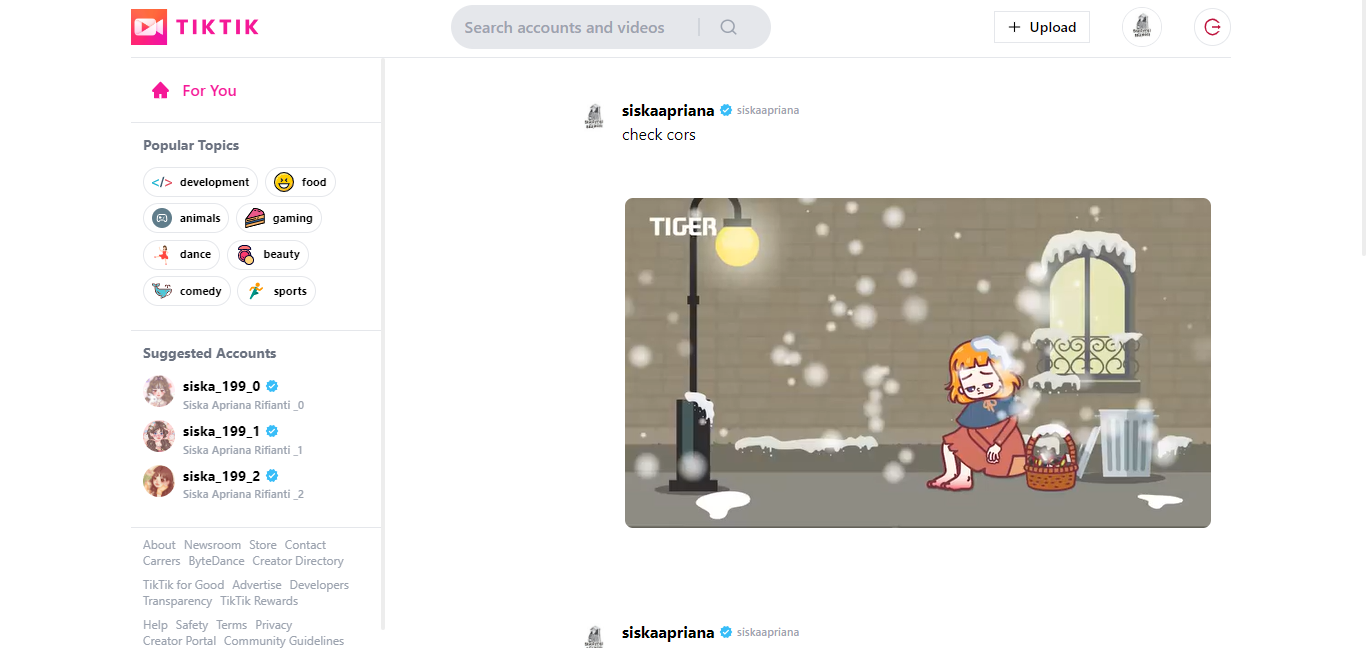 TIKTIK
Search accounts and videos
Upload
For You
Popular Topics
development food
animals gaming
dance beauty
comedy sports
Suggested Accounts
siska_199_0
Siska Apriana Rifianti _0
siska_199_1
Siska Apriana Rifianti _1
siska_199_2
Siska Apriana Rifianti _2
About Newsroom Store Contact
Carrers ByteDance Creator Directory
TikTik for Good Advertise Developers
Transparency TikTik Rewards
Help Safety Terms Privacy
Creator Portal Community Guidelines
siskaapriana siskaapriana
check cors
TIGER
siskaapriana siskaapriana